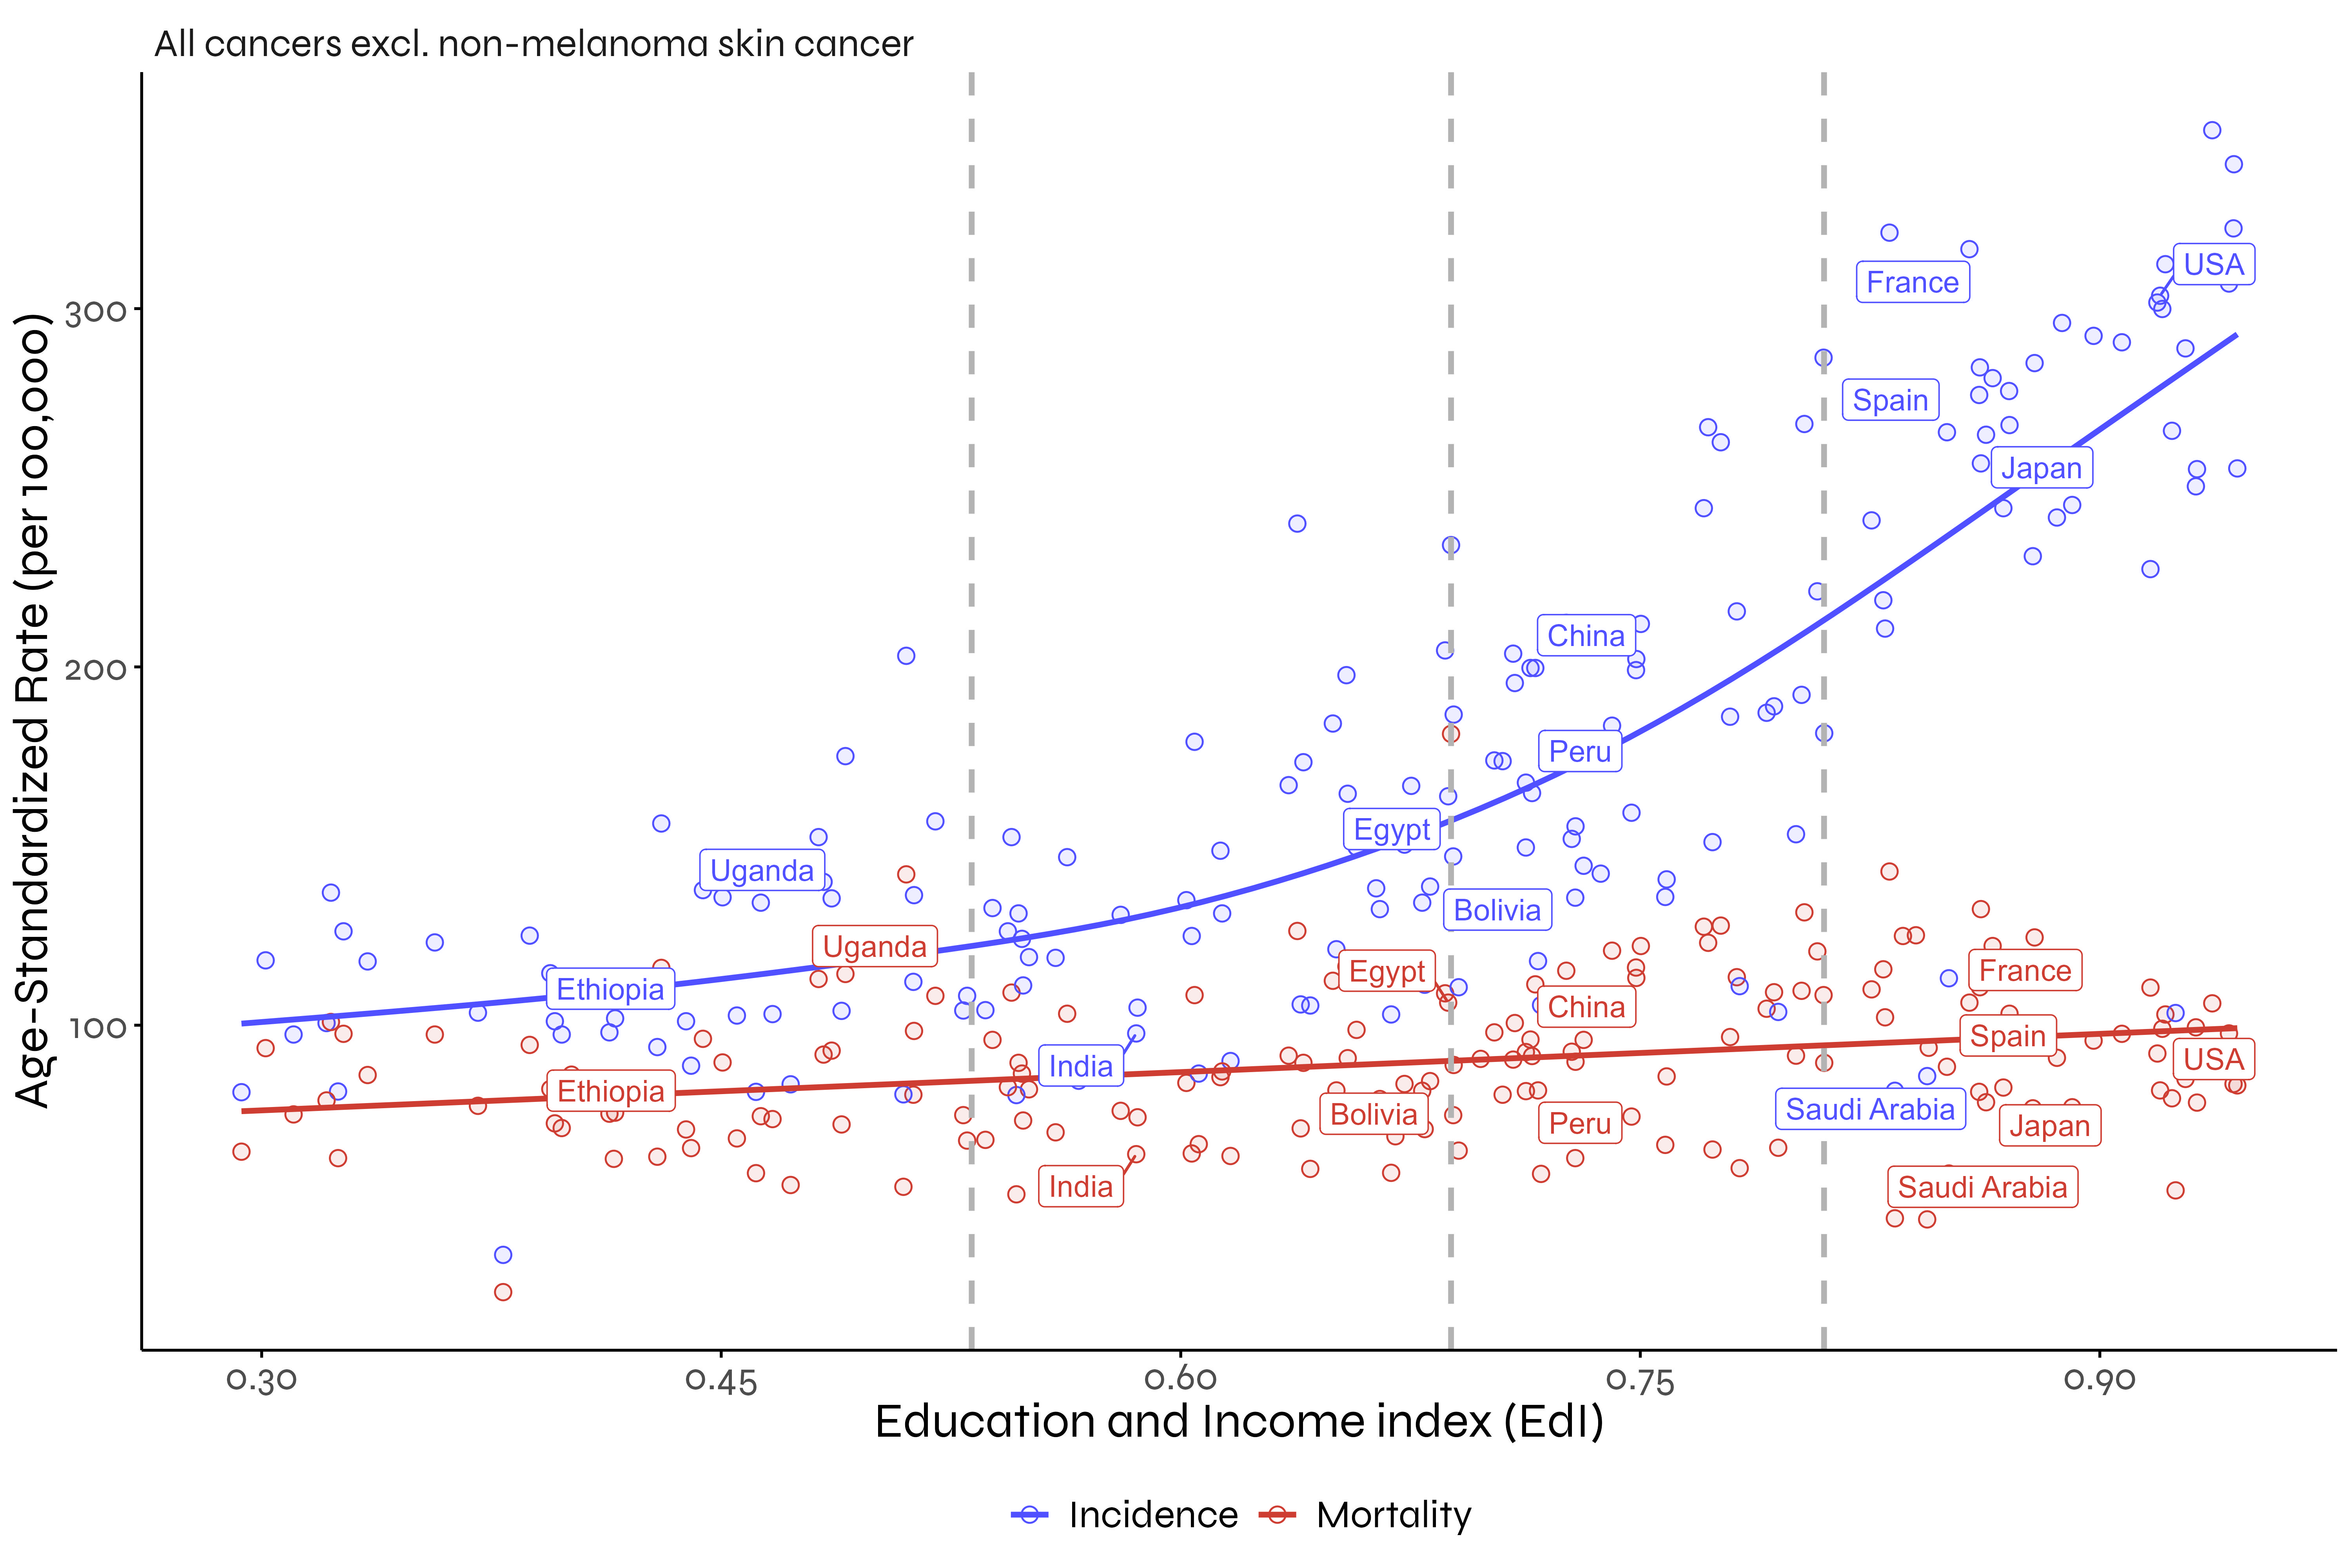 All cancers excl. non-melanoma skin cancer
Age-Standardized Rate (per 100,000)
300
200
100
USA
France
Spain
Japan
China
Peru
Egypt
Uganda
Bolivia
Uganda
Egypt
France
Ethiopia
China
Spain
India
USA
Ethiopia
Saudi Arabia
Bolivia
Peru
Japan
India
Saudi Arabia
0.30 0.45 0.60 0.75 0.90
Education and Income index (EdI)
Incidence Mortality